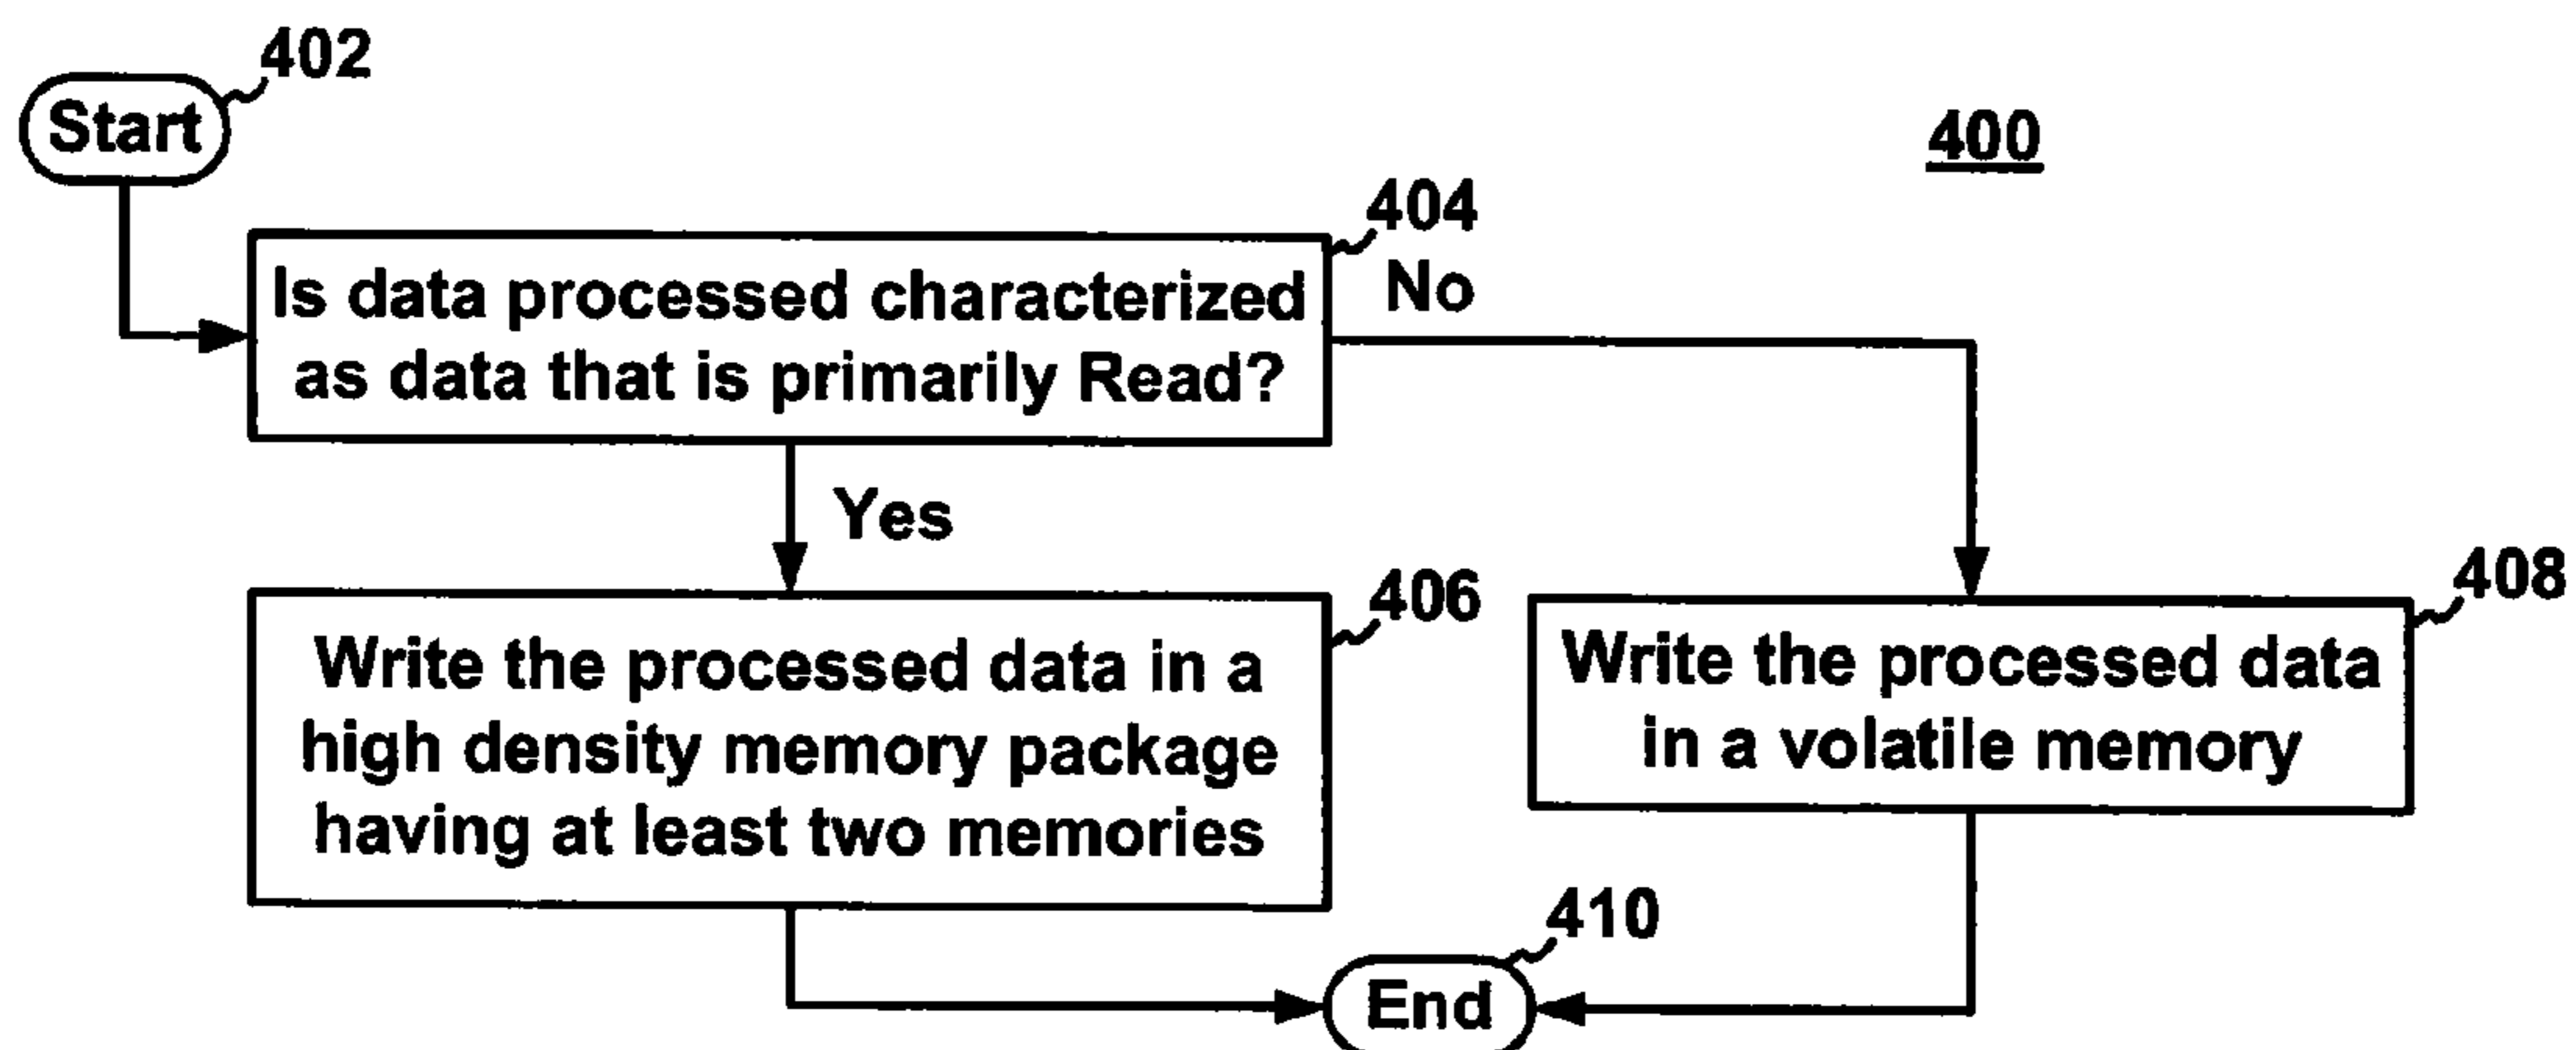 402
Start
400
404
Is data processed characterized
as data that is primarily Read?
No
Yes
406
Write the processed data in a
high density memory package
having at least two memories
408
Write the processed data
in a volatile memory
410
End